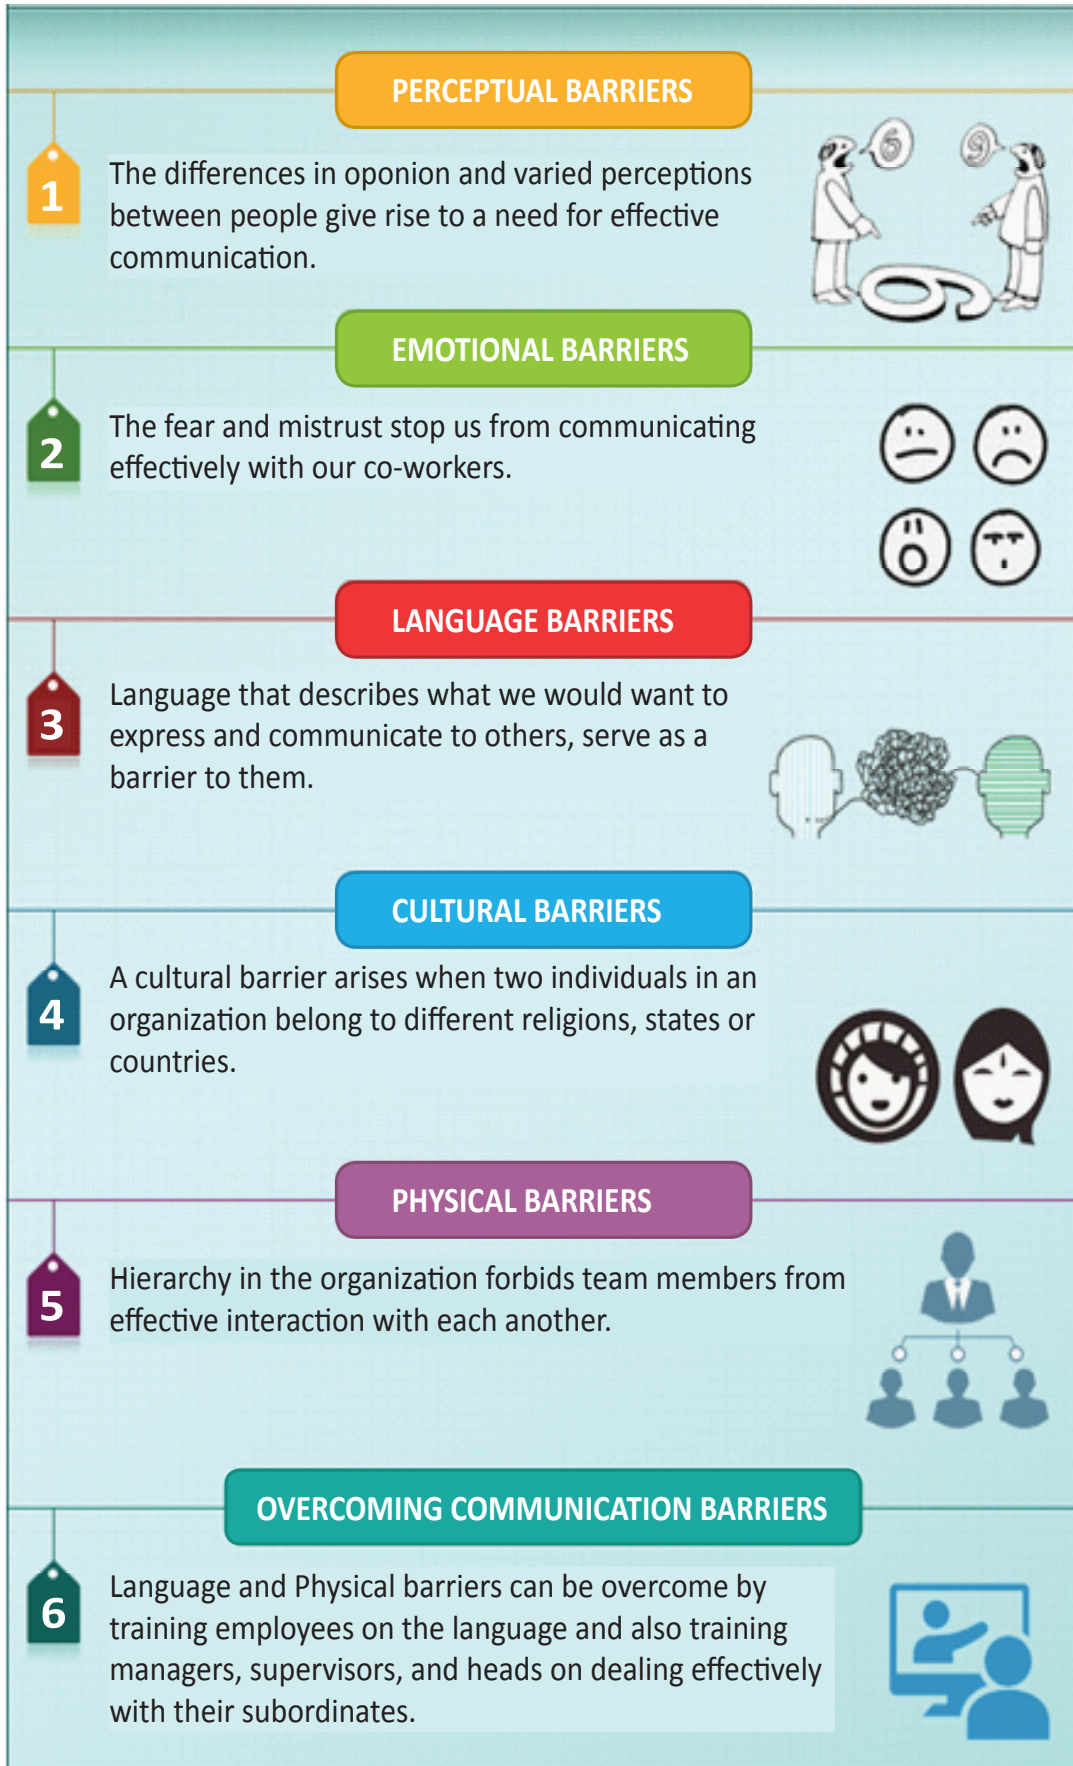 PERCEPTUAL BARRIERS
1
The differences in oponion and varied perceptions
between people give rise to a need for effective
communication.
6
9
6
EMOTIONAL BARRIERS
2
The fear and mistrust stop us from communicating
effectively with our co-workers.
LANGUAGE BARRIERS
3
Language that describes what we would want to
express and communicate to others, serve as a
barrier to them.
CULTURAL BARRIERS
4
A cultural barrier arises when two individuals in an
organization belong to different religions, states or
countries.
PHYSICAL BARRIERS
5
Hierarchy in the organization forbids team members from
effective interaction with each another.
OVERCOMING COMMUNICATION BARRIERS
6
Language and Physical barriers can be overcome by
training employees on the language and also training
managers, supervisors, and heads on dealing effectively
with their subordinates.